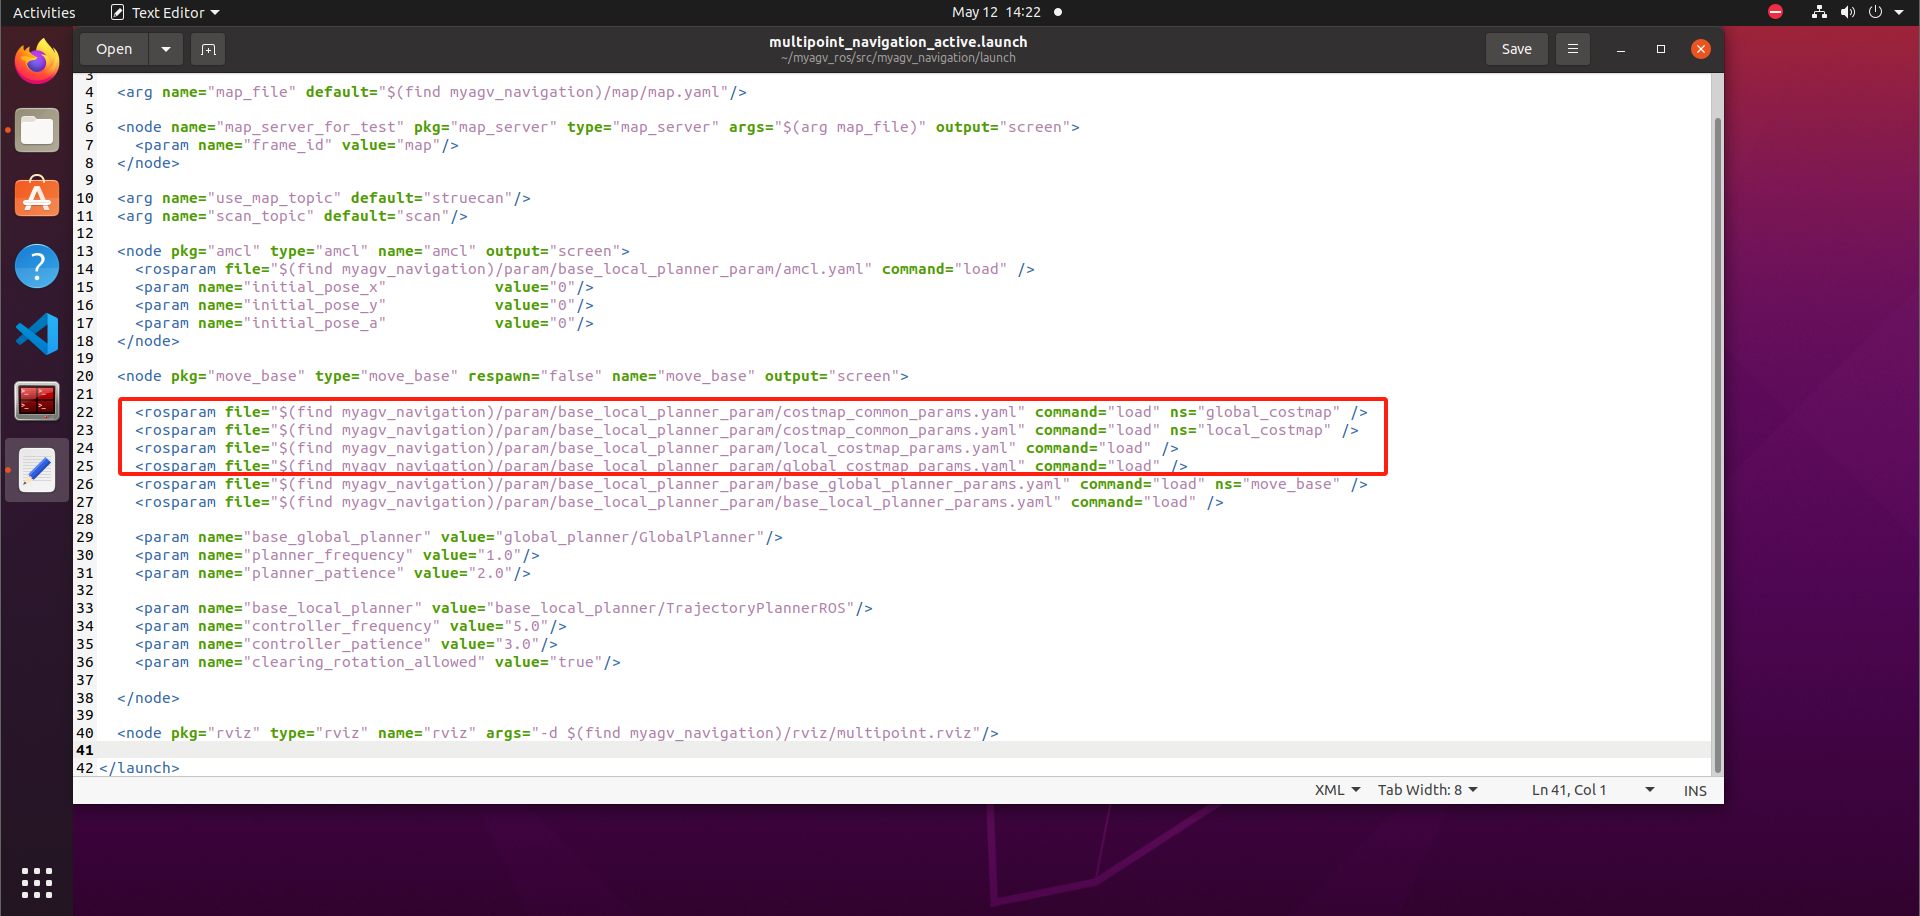 Activities
Text Editor
May 12 14:22
Open
multipoint_navigation_active.launch
~/myagv_ros/src/myagv_navigation/launch
Save
3
4 <arg name="map_file" default="$(find myagv_navigation)/map/map.yaml"/>
5
6 <node name="map_server_for_test" pkg="map_server" type="map_server" args="$(arg map_file)" output="screen">
7 <param name="frame_id" value="map"/>
8 </node>
9
10 <arg name="use_map_topic" default="struecan"/>
11 <arg name="scan_topic" default="scan"/>
12
13 <node pkg="amcl" type="amcl" name="amcl" output="screen">
14 <rosparam file="$(find myagv_navigation)/param/base_local_planner_param/amcl.yaml" command="load" />
15 <param name="initial_pose_x" value="0"/>
16 <param name="initial_pose_y" value="0"/>
17 <param name="initial_pose_a" value="0"/>
18 </node>
19
20 <node pkg="move_base" type="move_base" respawn="false" name="move_base" output="screen">
21
22 <rosparam file="$(find myagv_navigation)/param/base_local_planner_param/costmap_common_params.yaml" command="load" ns="global_costmap" />
23 <rosparam file="$(find myagv_navigation)/param/base_local_planner_param/costmap_common_params.yaml" command="load" ns="local_costmap" />
24 <rosparam file="$(find myagv_navigation)/param/base_local_planner_param/local_costmap_params.yaml" command="load" />
25 <rosparam file="$(find myagv_navigation)/param/base_local_planner_param/global_costmap_params.yaml" command="load" />
26 <rosparam file="$(find myagv_navigation)/param/base_local_planner_param/base_global_planner_params.yaml" command="load" ns="move_base" />
27 <rosparam file="$(find myagv_navigation)/param/base_local_planner_param/base_local_planner_params.yaml" command="load" />
28
29 <param name="base_global_planner" value="global_planner/GlobalPlanner"/>
30 <param name="planner_frequency" value="1.0"/>
31 <param name="planner_patience" value="2.0"/>
32
33 <param name="base_local_planner" value="base_local_planner/TrajectoryPlannerROS"/>
34 <param name="controller_frequency" value="5.0"/>
35 <param name="controller_patience" value="3.0"/>
36 <param name="clearing_rotation_allowed" value="true"/>
37
38 </node>
39
40 <node pkg="rviz" type="rviz" name="rviz" args="-d $(find myagv_navigation)/rviz/multipoint.rviz"/>
41
42 </launch>
XML
Tab Width: 8
Ln 41, Col 1
INS